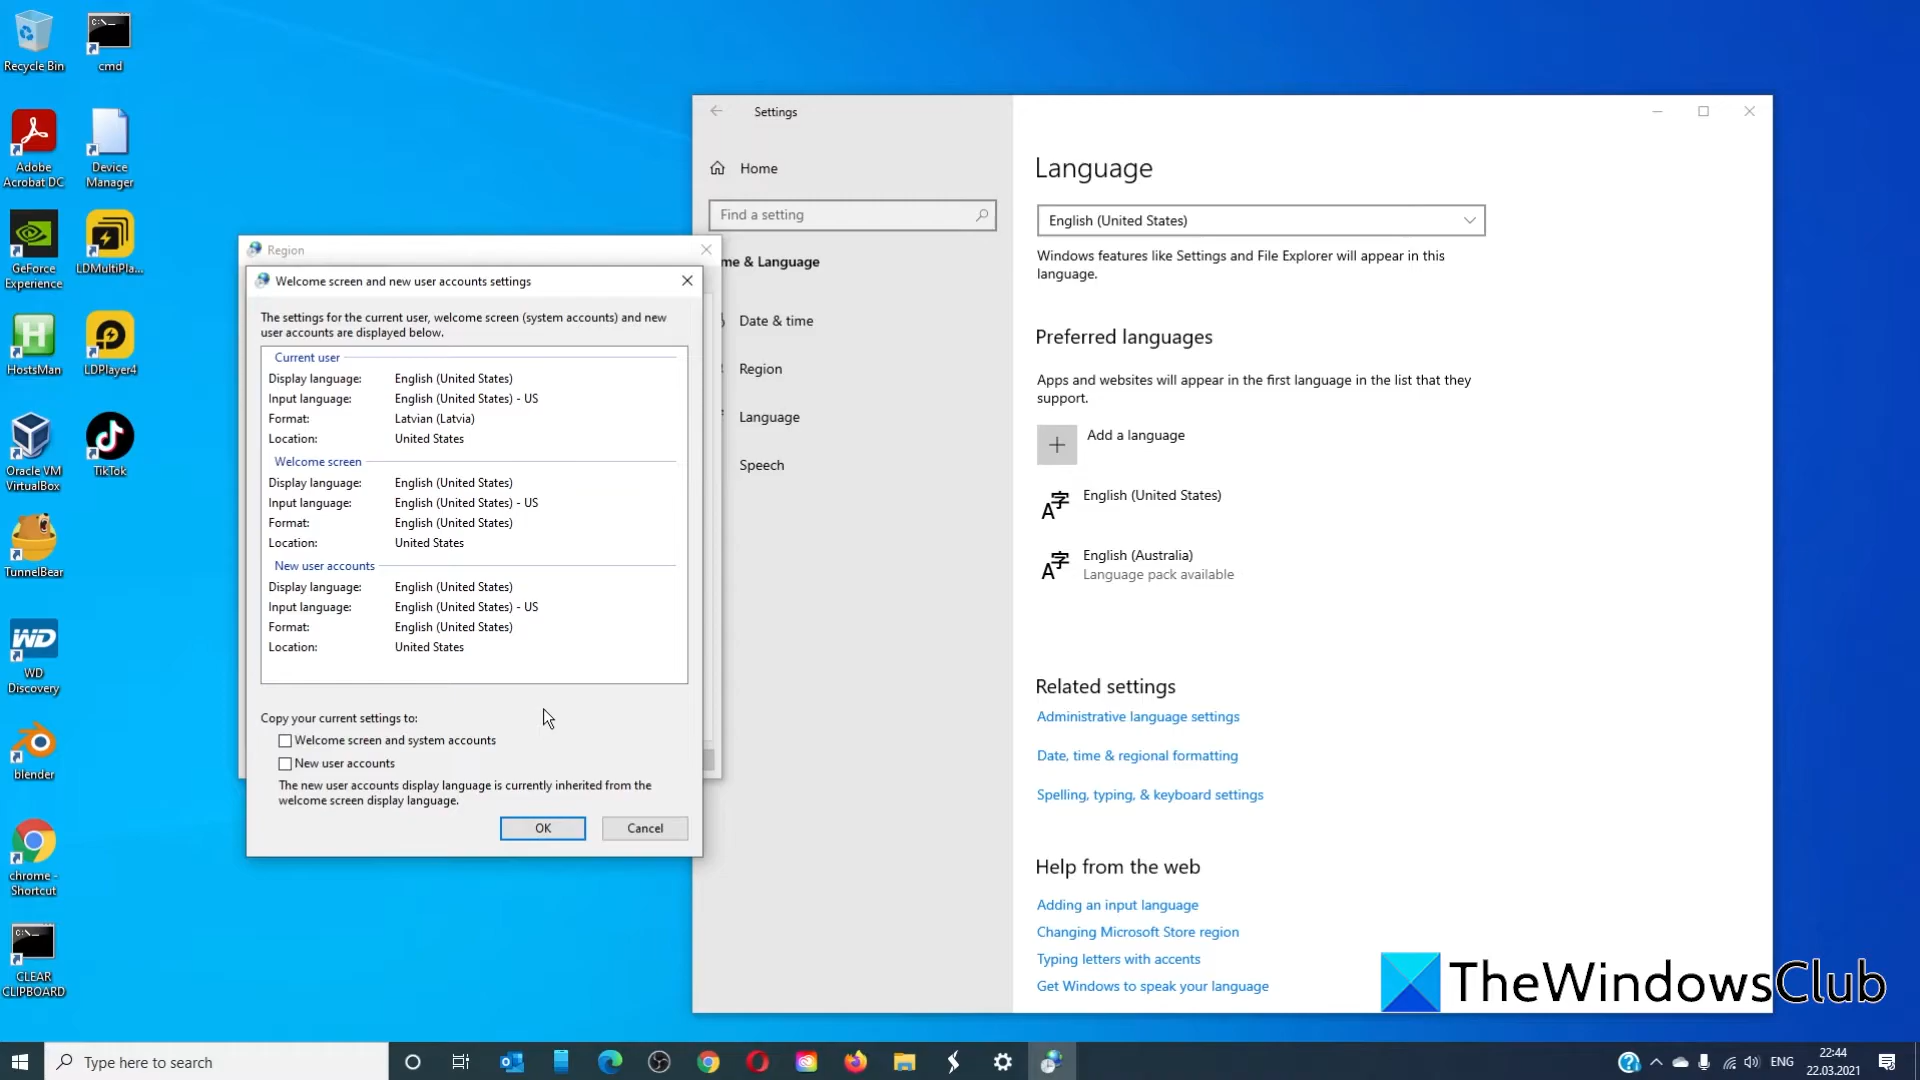 Recycle Bin
cmd
Adobe
Acrobat DC
Device
Manager
GeForce
Experience
LDMultiPla...
HostsMan
LDPlayer4
Oracle VM
VirtualBox
TikTok
TunnelBear
WD
WD
Discovery
blender
chrome -
Shortcut
CLEAR
CLIPBOARD
Region
Welcome screen and new user accounts settings
The settings for the current user, welcome screen (system accounts) and new
user accounts are displayed below.
Current user
Display language: English (United States)
Input language: English (United States) - US
Format: Latvian (Latvia)
Location: United States
Welcome screen
Display language: English (United States)
Input language: English (United States) - US
Format: English (United States)
Location: United States
New user accounts
Display language: English (United States)
Input language: English (United States) - US
Format: English (United States)
Location: United States
Copy your current settings to:
Welcome screen and system accounts
New user accounts
The new user accounts display language is currently inherited from the
welcome screen display language.
OK Cancel
Settings
Home
Find a setting
me & Language
Date & time
Region
Language
Speech
Language
English (United States)
Windows features like Settings and File Explorer will appear in this
language.
Preferred languages
Apps and websites will appear in the first language in the list that they
support.
Add a language
English (United States)
English (Australia)
Language pack available
Related settings
Administrative language settings
Date, time & regional formatting
Spelling, typing, & keyboard settings
Help from the web
Adding an input language
Changing Microsoft Store region
Typing letters with accents
Get Windows to speak your language
TheWindowsClub
Type here to search
ENG
22:44
22.03.2021